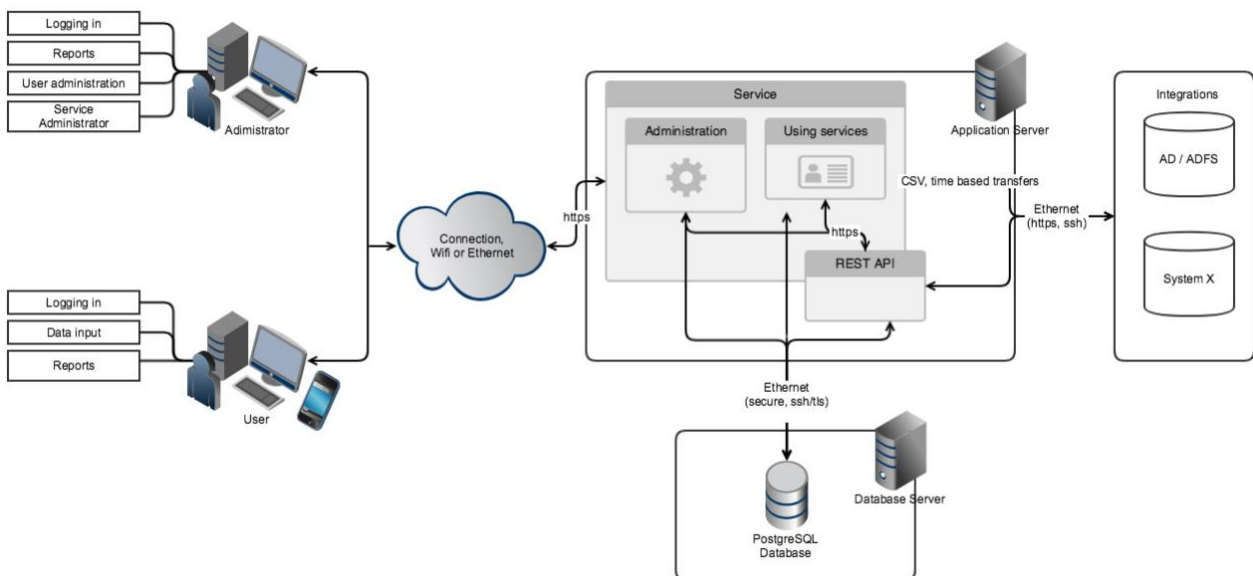 Logging in
Reports
User administration
Service
Administrator
Adimistrator
Logging in
Data input
Reports
User
Connection,
Wifi or Ethernet
https
Service
Administration
Using services
https
REST API
Application Server
CSV, time based transfers
Ethernet
(https, ssh)
Integrations
AD / ADFS
System X
Ethernet
(secure, ssh/tls)
Database Server
PostgreSQL
Database